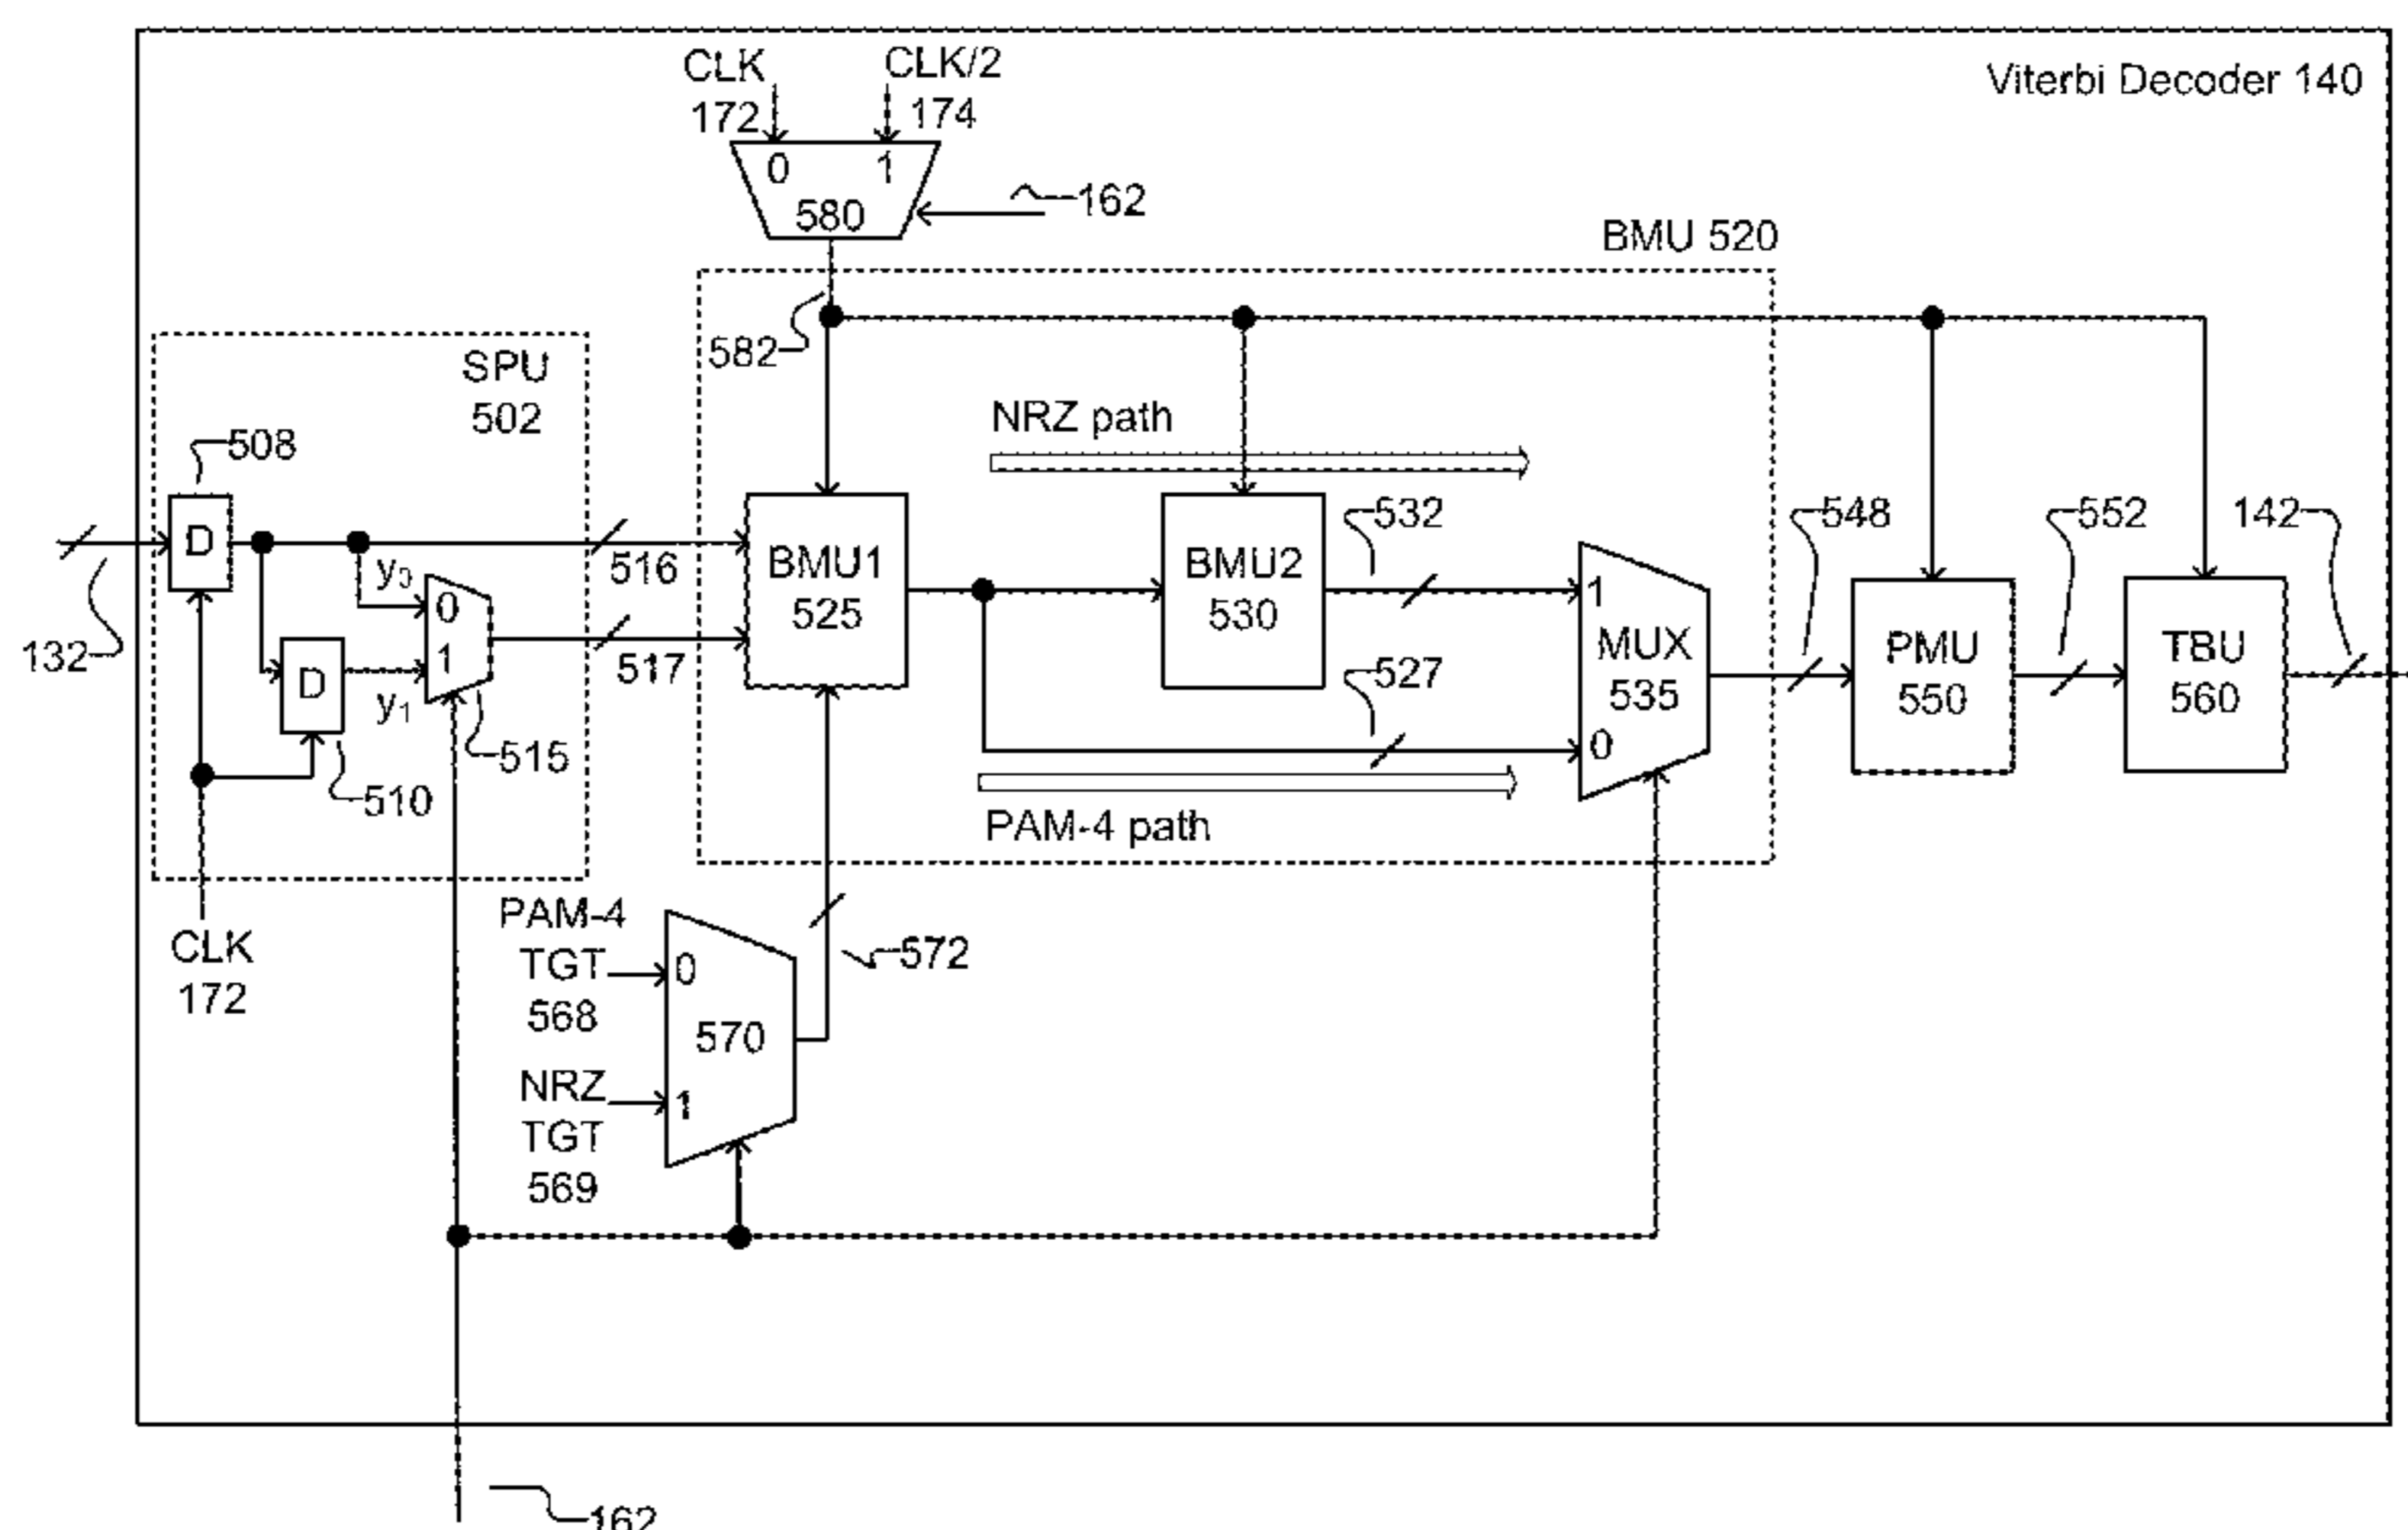 CLK
172
CLK/2
174
Viterbi Decoder 140
0
1
580
162
BMU 520
582
SPU
502
508
NRZ path
D
y0
0
1
D
y1
515
510
132
516
517
BMU1
525
BMU2
530
532
527
1
MUX
535
0
548
PMU
550
552
TBU
560
142
PAM-4 path
CLK
172
PAM-4
TGT
568
0
570
572
NRZ
TGT
569
1
162